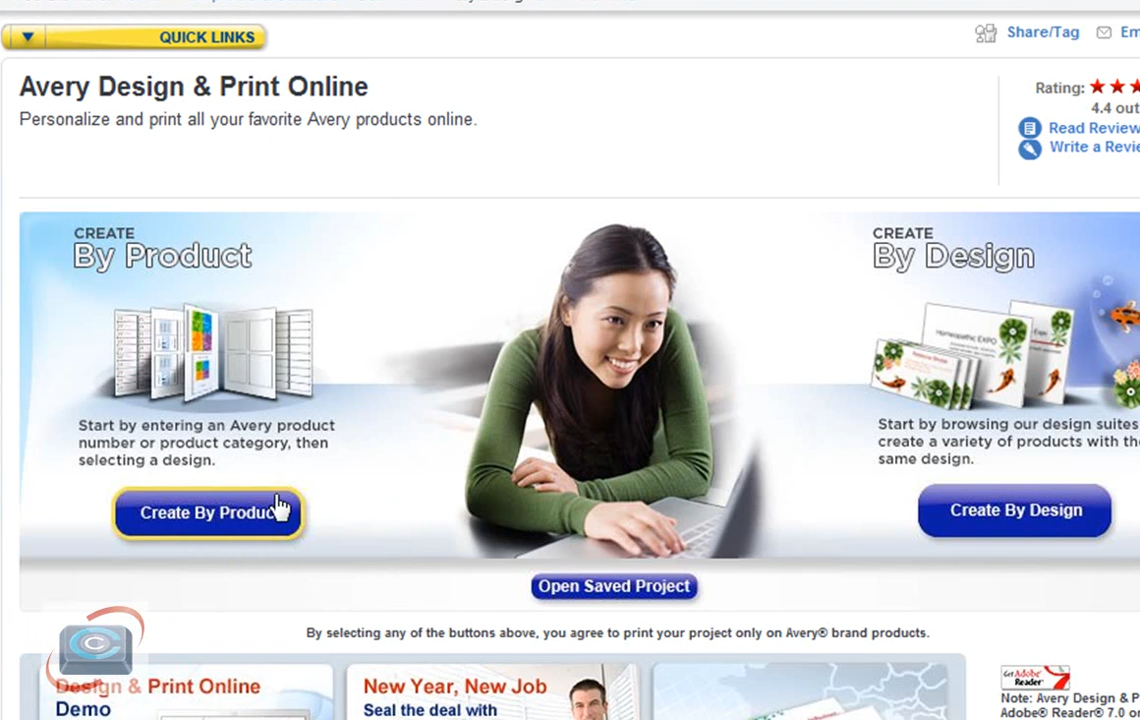 QUICK LINKS
Share/Tag
Avery Design & Print Online
Personalize and print all your favorite Avery products online.
Rating:
4.4 out
Read Review
Write a Revie
CREATE
By Product
Start by entering an Avery product
number or product category, then
selecting a design.
Create By Product
CREATE
By Design
Homeopathic EXPO
Start by browsing our design suites
create a variety of products with the
same design.
Create By Design
Open Saved Project
By selecting any of the buttons above, you agree to print your project only on Avery® brand products.
Design & Print Online
Demo
New Year, New Job
Seal the deal with
Get Adobe®
Reader®
Note: Avery Design & P
Adobe® Reader® 7.0 or